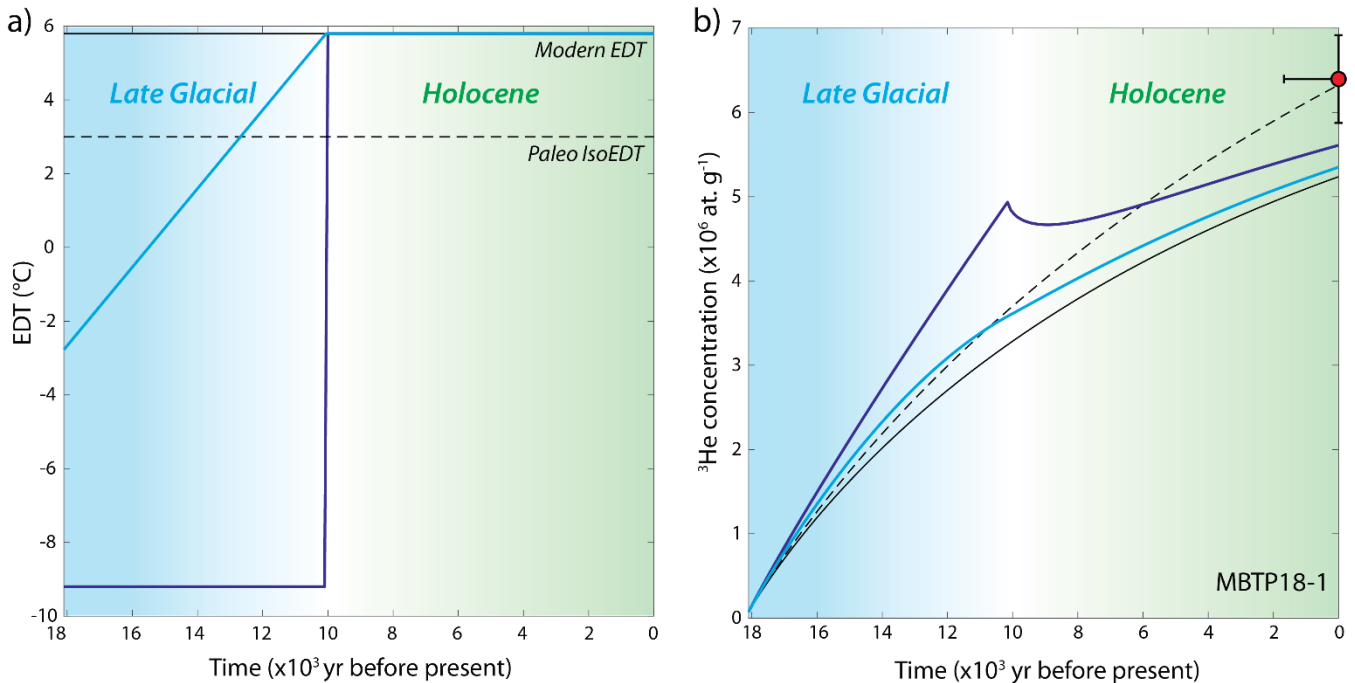 a)
6
4
2
0
-2
-4
-6
-8
-10
EDT (°C)
Late Glacial
Holocene
Modern EDT
Paleo IsoEDT
18
16
14
12
10
8
6
4
2
0
Time (x10³ yr before present)
b)
7
6
5
4
3
2
1
0
³He concentration (x10⁶ at. g⁻¹)
Late Glacial
Holocene
MBTP18-1
18
16
14
12
10
8
6
4
2
0
Time (x10³ yr before present)